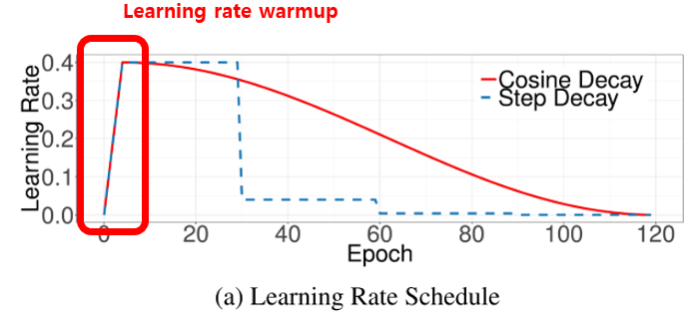 Learning rate warmup
Learning Rate
0.4
0.3
0.2
0.1
0.0
Cosine Decay
Step Decay
0 20 40 60 80 100 120
Epoch
(a) Learning Rate Schedule